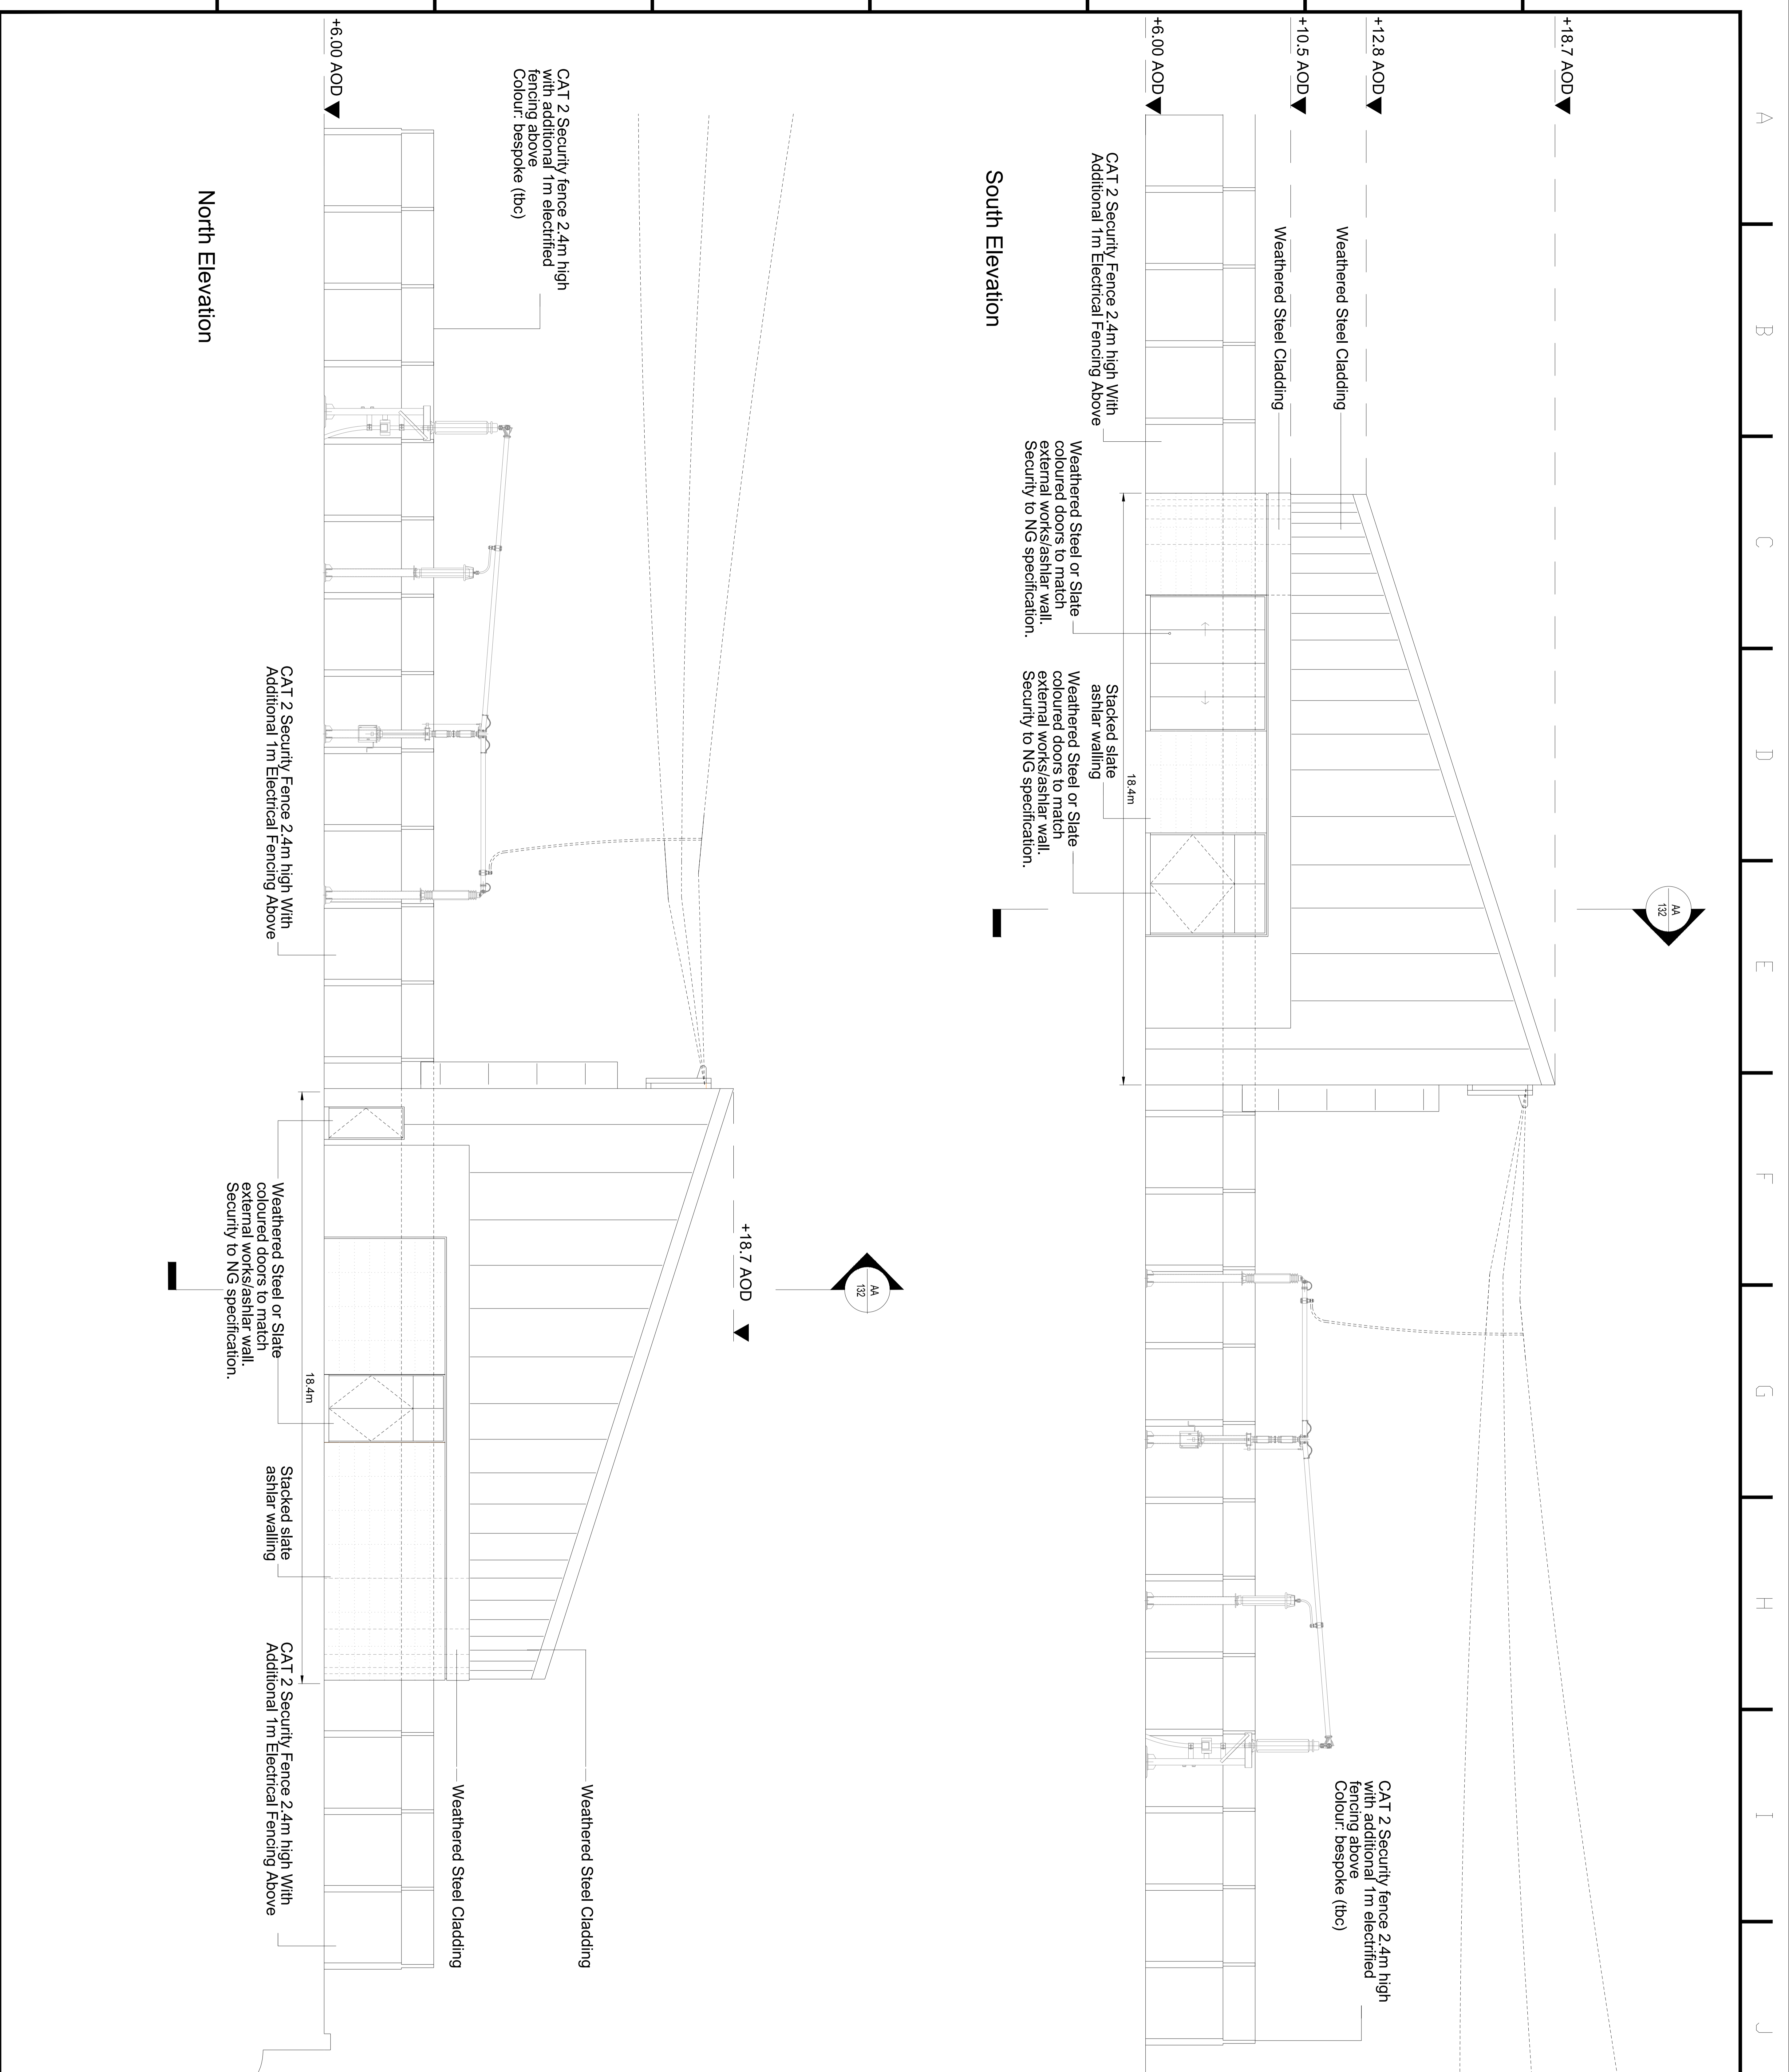 A
B
C
D
E
F
G
H
I
J
+18.7 AOD
+12.8 AOD
+10.5 AOD
+6.00 AOD
AA
132
Weathered Steel Cladding
Weathered Steel Cladding
CAT 2 Security Fence 2.4m high With
Additional 1m Electrical Fencing Above
Weathered Steel or Slate
coloured doors to match
external works/ashlar wall.
Security to NG specification.
Stacked slate
ashlar walling
Weathered Steel or Slate
coloured doors to match
external works/ashlar wall.
Security to NG specification.
18.4m
CAT 2 Security fence 2.4m high
with additional 1m electrified
fencing above
Colour: bespoke (tbc)
South Elevation
AA
132
+18.7 AOD
+6.00 AOD
CAT 2 Security fence 2.4m high
with additional 1m electrified
fencing above
Colour: bespoke (tbc)
CAT 2 Security Fence 2.4m high With
Additional 1m Electrical Fencing Above
Weathered Steel or Slate
coloured doors to match
external works/ashlar wall.
Security to NG specification.
18.4m
Stacked slate
ashlar walling
Weathered Steel Cladding
Weathered Steel Cladding
CAT 2 Security Fence 2.4m high With
Additional 1m Electrical Fencing Above
North Elevation